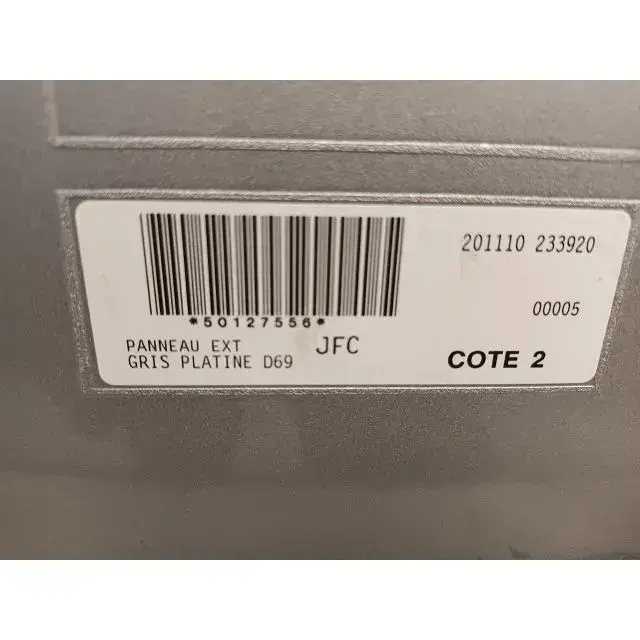 201110 233920
*50127556*
00005
PANNEAU EXT JFC
GRIS PLATINE D69
COTE 2